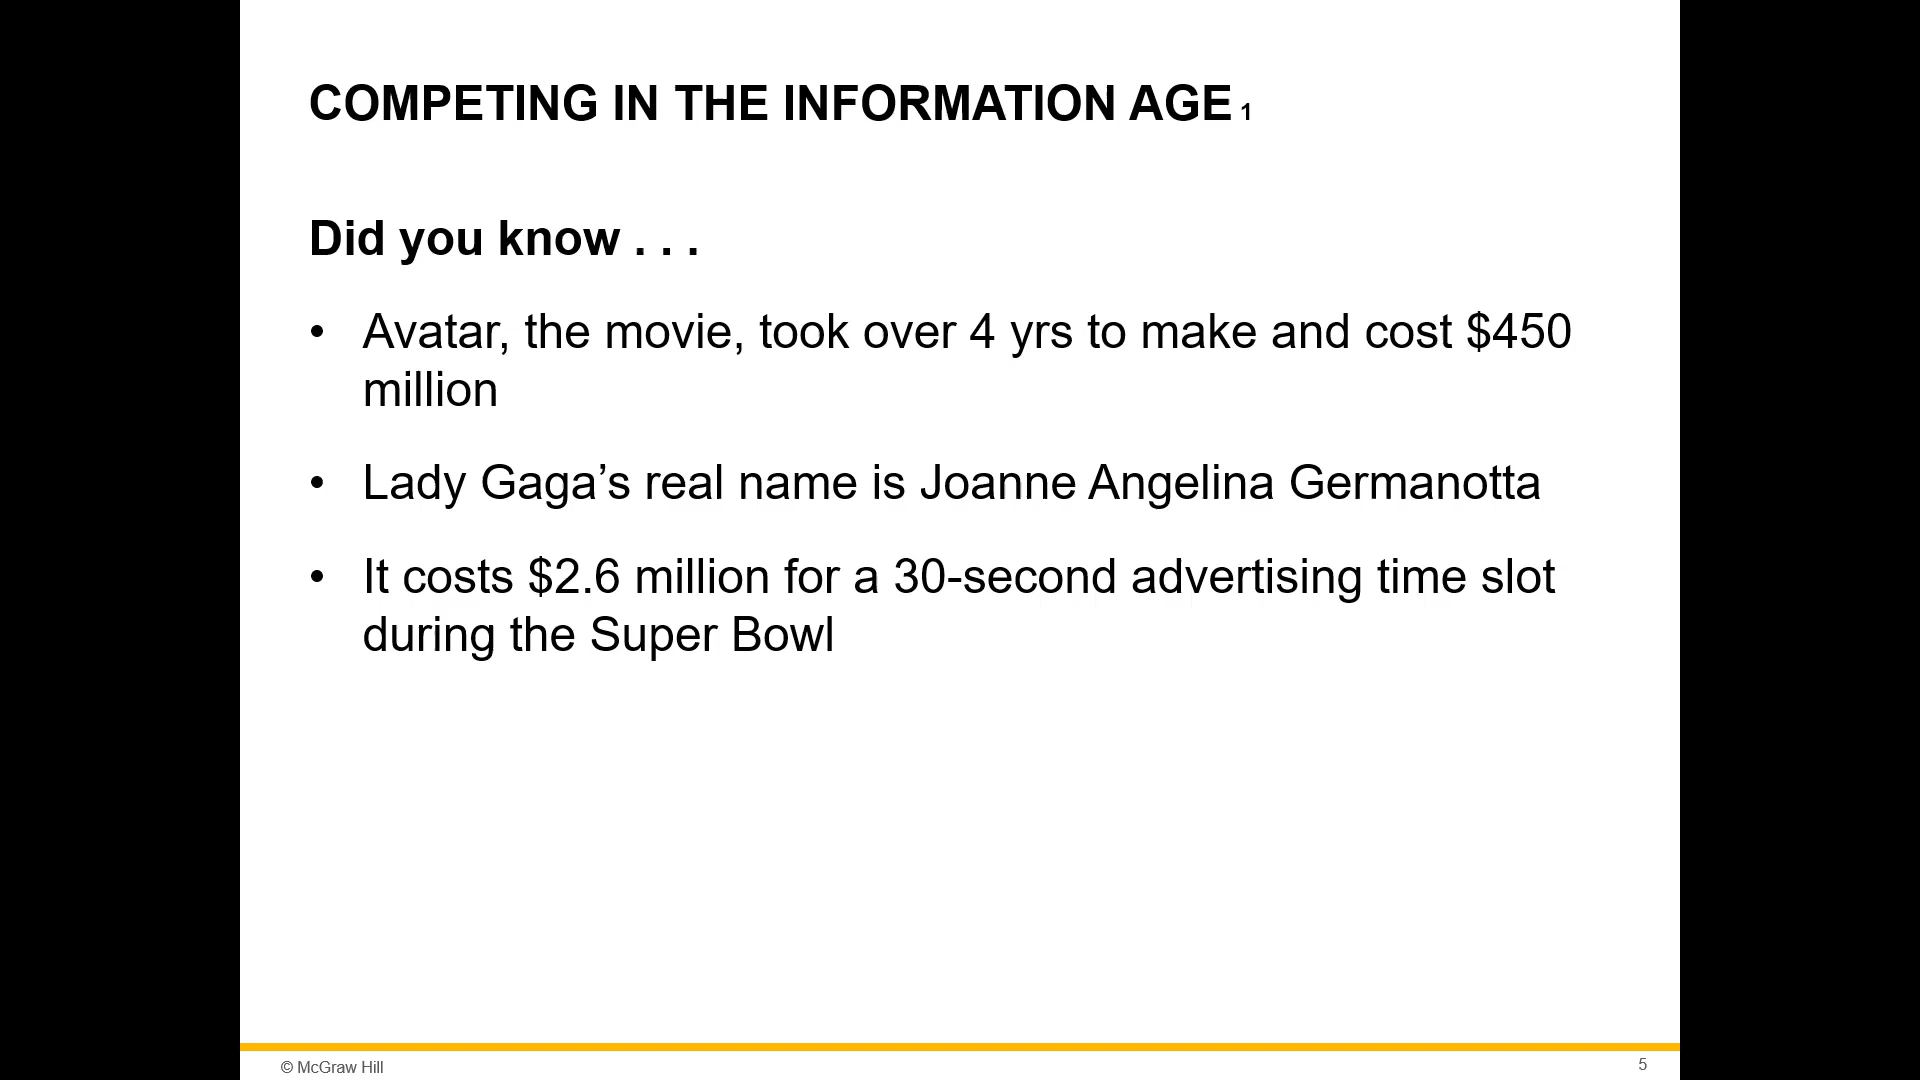 COMPETING IN THE INFORMATION AGE 1
Did you know . . .
• Avatar, the movie, took over 4 yrs to make and cost $450
million
• Lady Gaga’s real name is Joanne Angelina Germanotta
• It costs $2.6 million for a 30-second advertising time slot
during the Super Bowl
© McGraw Hill
5